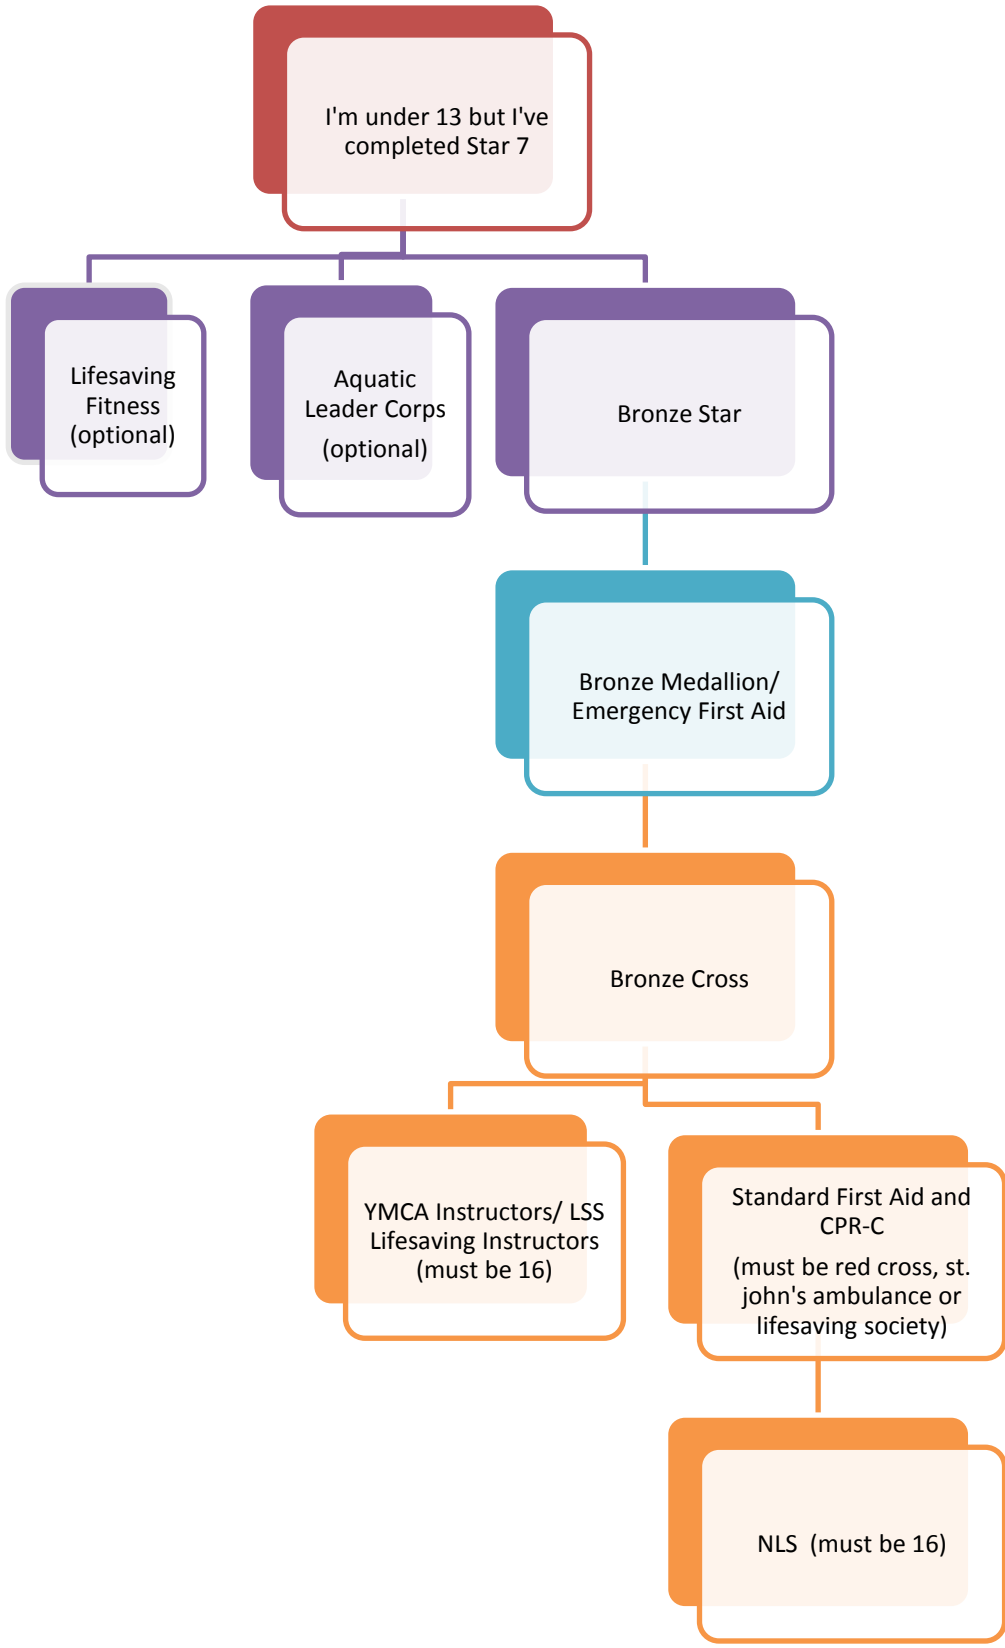 I'm under 13 but I've
completed Star 7
Lifesaving
Fitness
(optional)
Aquatic
Leader Corps
(optional)
Bronze Star
Bronze Medallion/
Emergency First Aid
Bronze Cross
YMCA Instructors/ LSS
Lifesaving Instructors
(must be 16)
Standard First Aid and
CPR-C
(must be red cross, st.
john's ambulance or
lifesaving society)
NLS  (must be 16)